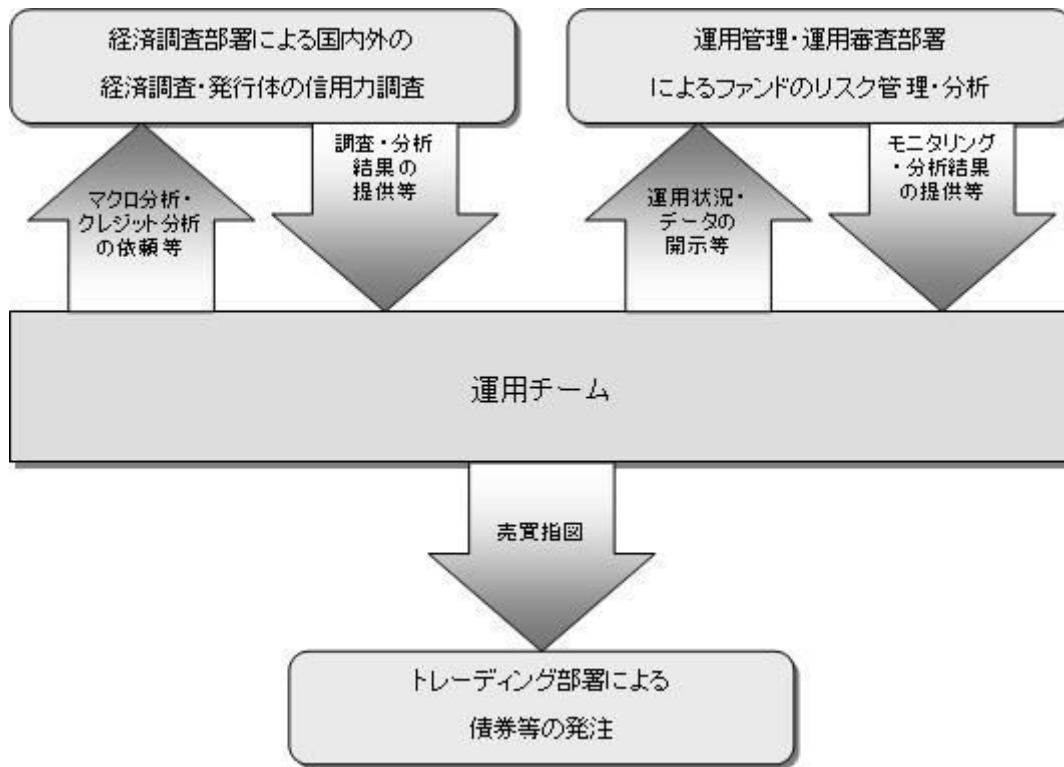 経済調査部署による国内外の
経済調査・発行体の信用力調査
運用管理・運用審査部署
によるファンドのリスク管理・分析
マクロ分析・
クレジット分析
の依頼等
調査・分析
結果の
提供等
運用状況・
データの
開示等
モニタリング
・分析結果
の提供等
運用チーム
売買指図
トレーディング部署による
債券等の発注